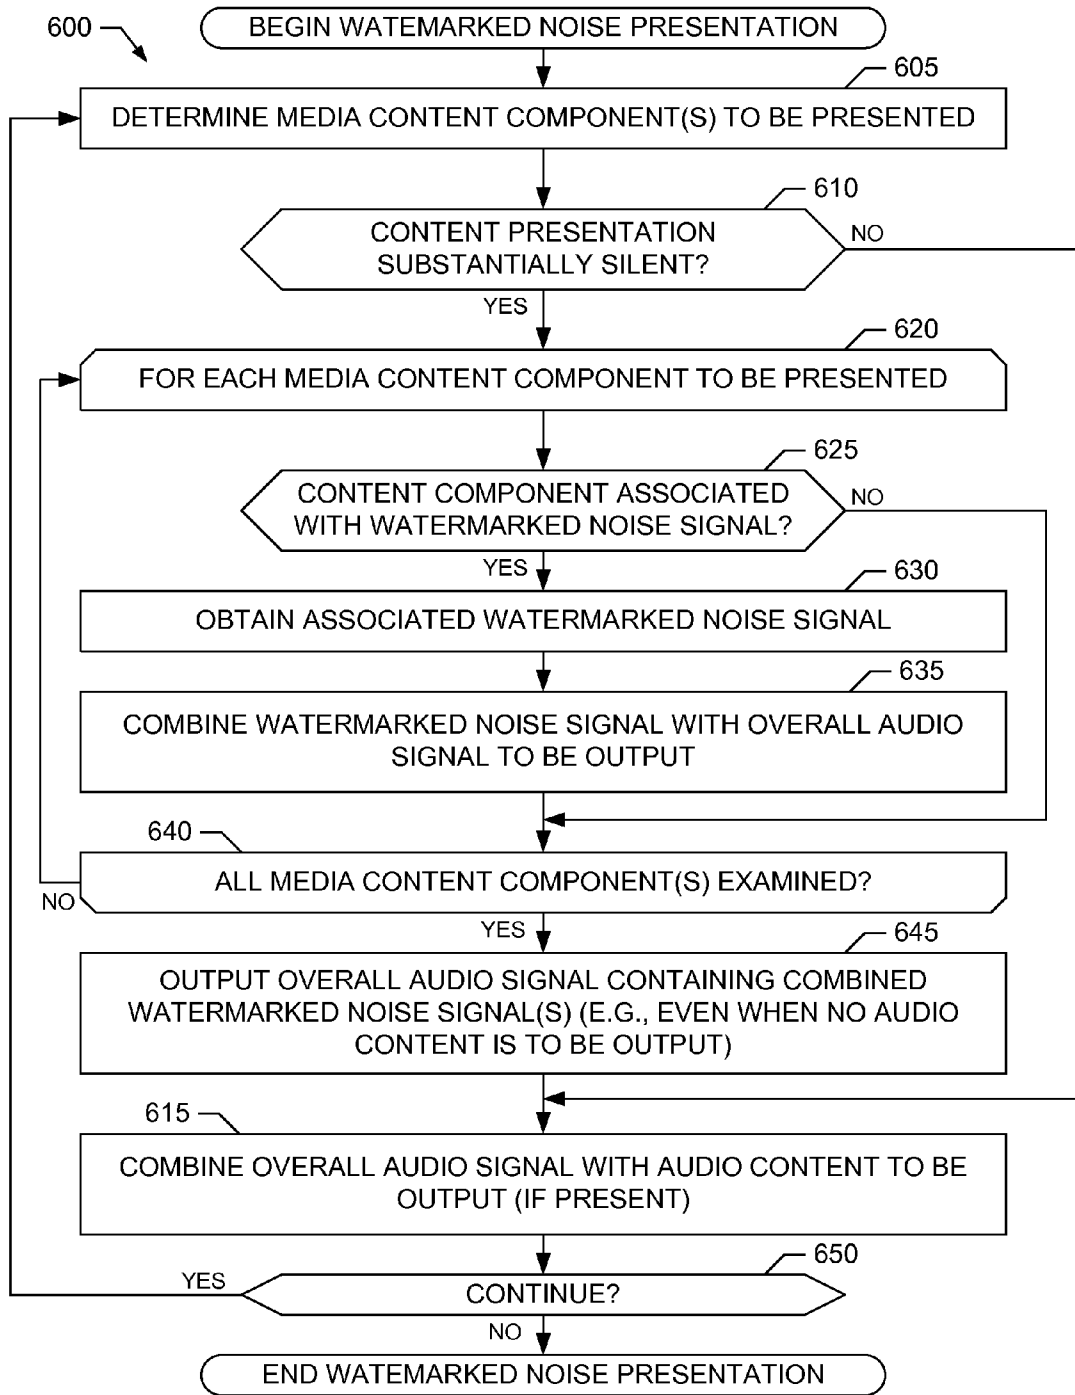 600
BEGIN WATEMARKED NOISE PRESENTATION
605
DETERMINE MEDIA CONTENT COMPONENT(S) TO BE PRESENTED
610
CONTENT PRESENTATION
SUBSTANTIALLY SILENT?
NO
YES
620
FOR EACH MEDIA CONTENT COMPONENT TO BE PRESENTED
625
CONTENT COMPONENT ASSOCIATED
WITH WATERMARKED NOISE SIGNAL?
NO
YES
630
OBTAIN ASSOCIATED WATERMARKED NOISE SIGNAL
635
COMBINE WATERMARKED NOISE SIGNAL WITH OVERALL AUDIO
SIGNAL TO BE OUTPUT
640
ALL MEDIA CONTENT COMPONENT(S) EXAMINED?
NO
YES
645
OUTPUT OVERALL AUDIO SIGNAL CONTAINING COMBINED
WATERMARKED NOISE SIGNAL(S) (E.G., EVEN WHEN NO AUDIO
CONTENT IS TO BE OUTPUT)
615
COMBINE OVERALL AUDIO SIGNAL WITH AUDIO CONTENT TO BE
OUTPUT (IF PRESENT)
650
YES
CONTINUE?
NO
END WATEMARKED NOISE PRESENTATION